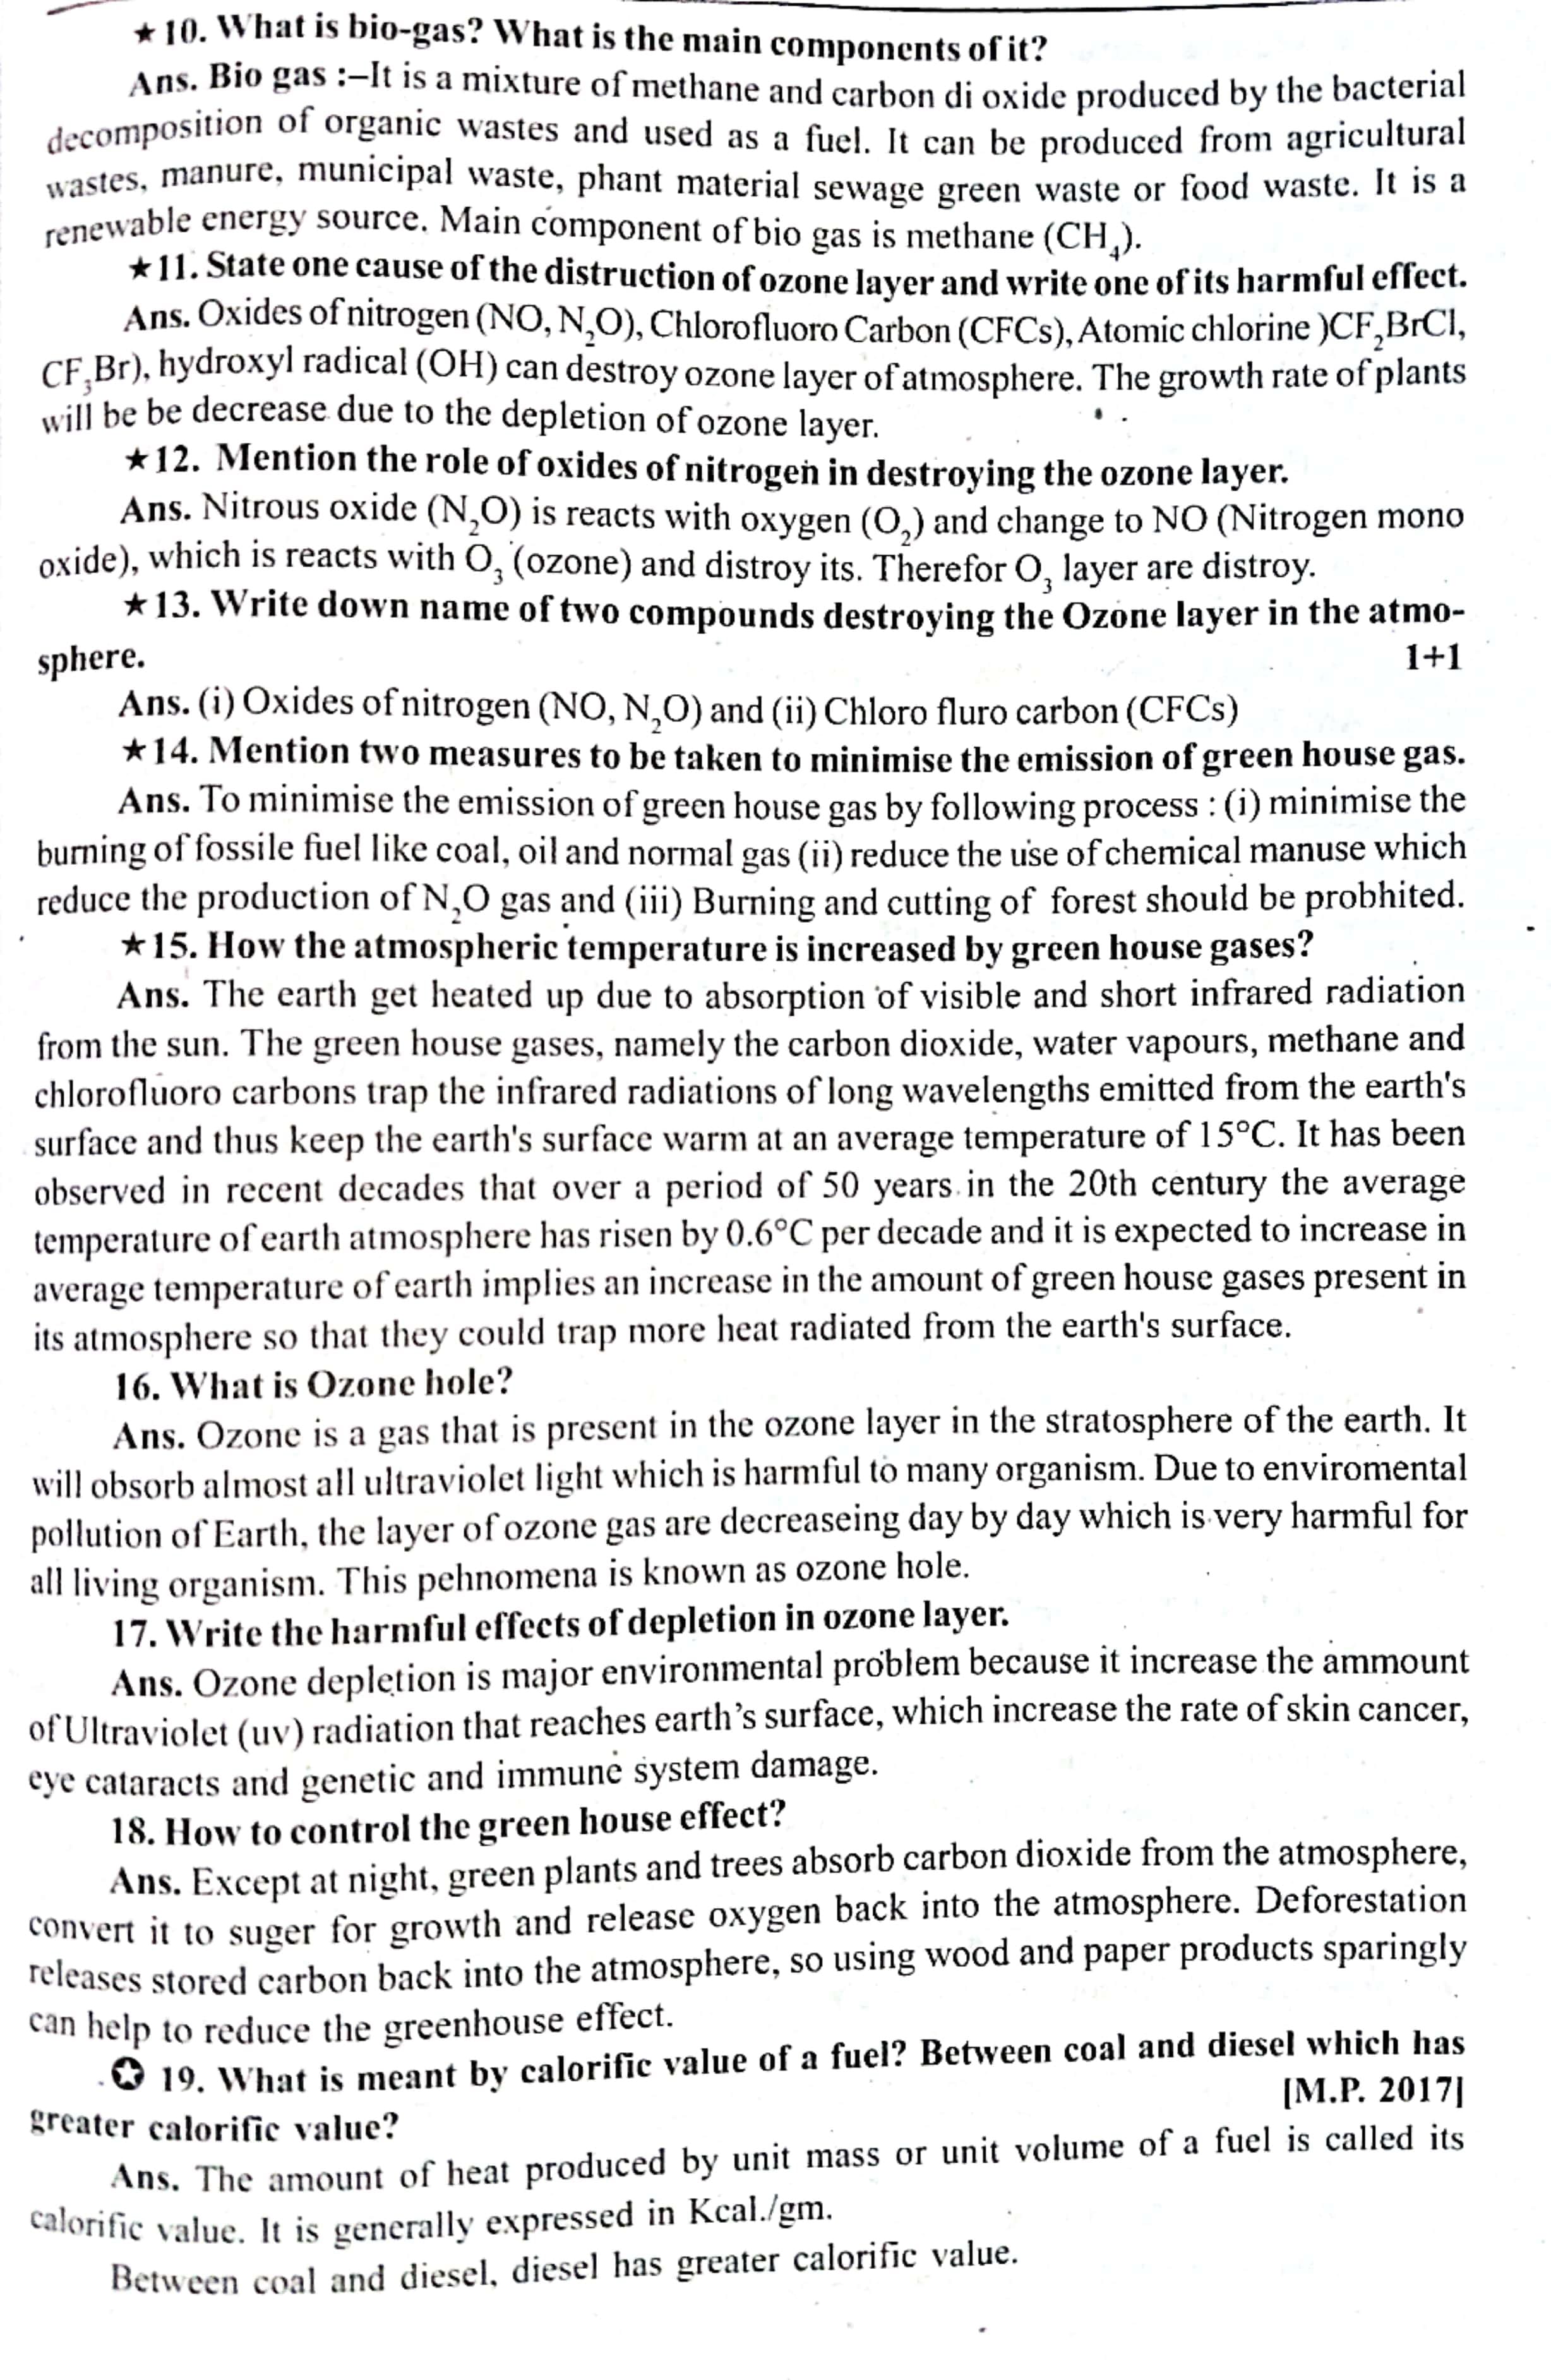 ★10. What is bio-gas? What is the main components of it?
Ans. Bio gas :–It is a mixture of methane and carbon di oxide produced by the bacterial
decomposition of organic wastes and used as a fuel. It can be produced from agricultural
wastes, manure, municipal waste, phant material sewage green waste or food waste. It is a
renewable energy source. Main component of bio gas is methane (CH₄).
★11. State one cause of the distruction of ozone layer and write one of its harmful effect.
Ans. Oxides of nitrogen (NO, N₂O), Chlorofluoro Carbon (CFCs), Atomic chlorine )CF₂BrCl,
CF₃Br), hydroxyl radical (OH) can destroy ozone layer of atmosphere. The growth rate of plants
will be be decrease due to the depletion of ozone layer.
★12. Mention the role of oxides of nitrogen in destroying the ozone layer.
Ans. Nitrous oxide (N₂O) is reacts with oxygen (O₂) and change to NO (Nitrogen mono
oxide), which is reacts with O₃ (ozone) and distroy its. Therefor O₃ layer are distroy.
★13. Write down name of two compounds destroying the Ozone layer in the atmo-
sphere. 1+1
Ans. (i) Oxides of nitrogen (NO, N₂O) and (ii) Chloro fluro carbon (CFCs)
★14. Mention two measures to be taken to minimise the emission of green house gas.
Ans. To minimise the emission of green house gas by following process : (i) minimise the
burning of fossile fuel like coal, oil and normal gas (ii) reduce the use of chemical manuse which
reduce the production of N₂O gas and (iii) Burning and cutting of forest should be probhited.
★15. How the atmospheric temperature is increased by green house gases?
Ans. The earth get heated up due to absorption of visible and short infrared radiation
from the sun. The green house gases, namely the carbon dioxide, water vapours, methane and
chlorofluoro carbons trap the infrared radiations of long wavelengths emitted from the earth's
surface and thus keep the earth's surface warm at an average temperature of 15°C. It has been
observed in recent decades that over a period of 50 years in the 20th century the average
temperature of earth atmosphere has risen by 0.6°C per decade and it is expected to increase in
average temperature of earth implies an increase in the amount of green house gases present in
its atmosphere so that they could trap more heat radiated from the earth's surface.
16. What is Ozone hole?
Ans. Ozone is a gas that is present in the ozone layer in the stratosphere of the earth. It
will obsorb almost all ultraviolet light which is harmful to many organism. Due to enviromental
pollution of Earth, the layer of ozone gas are decreaseing day by day which is very harmful for
all living organism. This pehnomena is known as ozone hole.
17. Write the harmful effects of depletion in ozone layer.
Ans. Ozone depletion is major environmental problem because it increase the ammount
of Ultraviolet (uv) radiation that reaches earth's surface, which increase the rate of skin cancer,
eye cataracts and genetic and immune system damage.
18. How to control the green house effect?
Ans. Except at night, green plants and trees absorb carbon dioxide from the atmosphere,
convert it to suger for growth and release oxygen back into the atmosphere. Deforestation
releases stored carbon back into the atmosphere, so using wood and paper products sparingly
can help to reduce the greenhouse effect.
✪ 19. What is meant by calorific value of a fuel? Between coal and diesel which has
greater calorific value? [M.P. 2017]
Ans. The amount of heat produced by unit mass or unit volume of a fuel is called its
calorific value. It is generally expressed in Kcal./gm.
Between coal and diesel, diesel has greater calorific value.